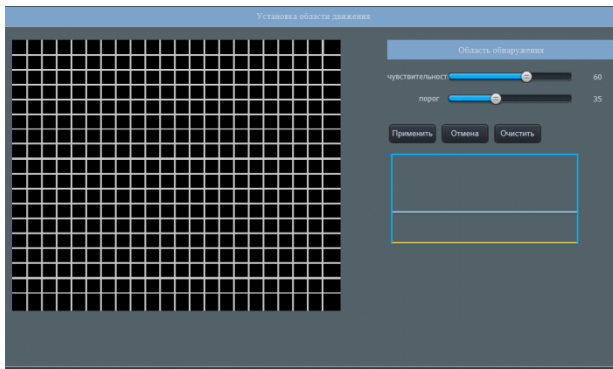 Установка области движения
Область обнаружения
чувствительност
60
порог
35
Применить
Отмена
Очистить